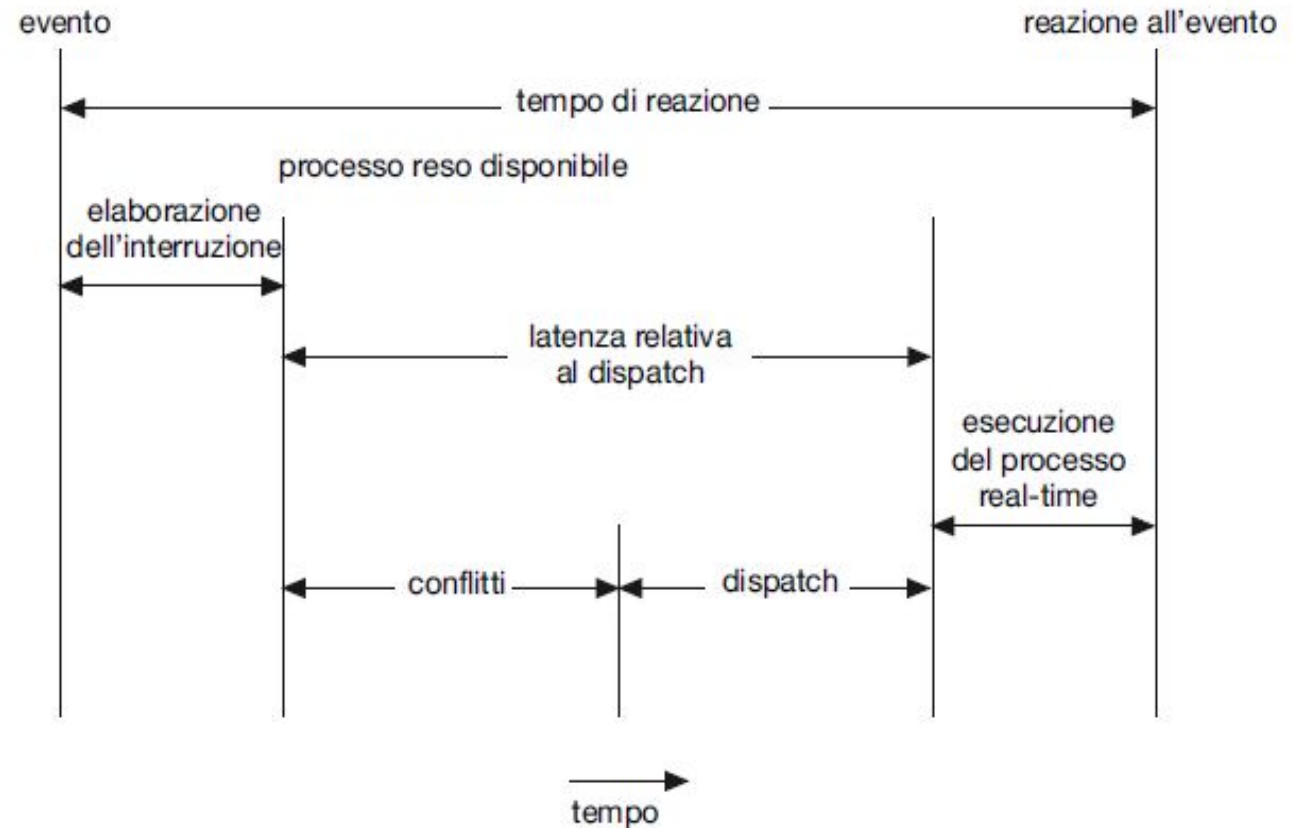 evento
reazione all'evento
tempo di reazione
processo reso disponibile
elaborazione
dell'interruzione
latenza relativa
al dispatch
esecuzione
del processo
real-time
conflitti
dispatch
tempo